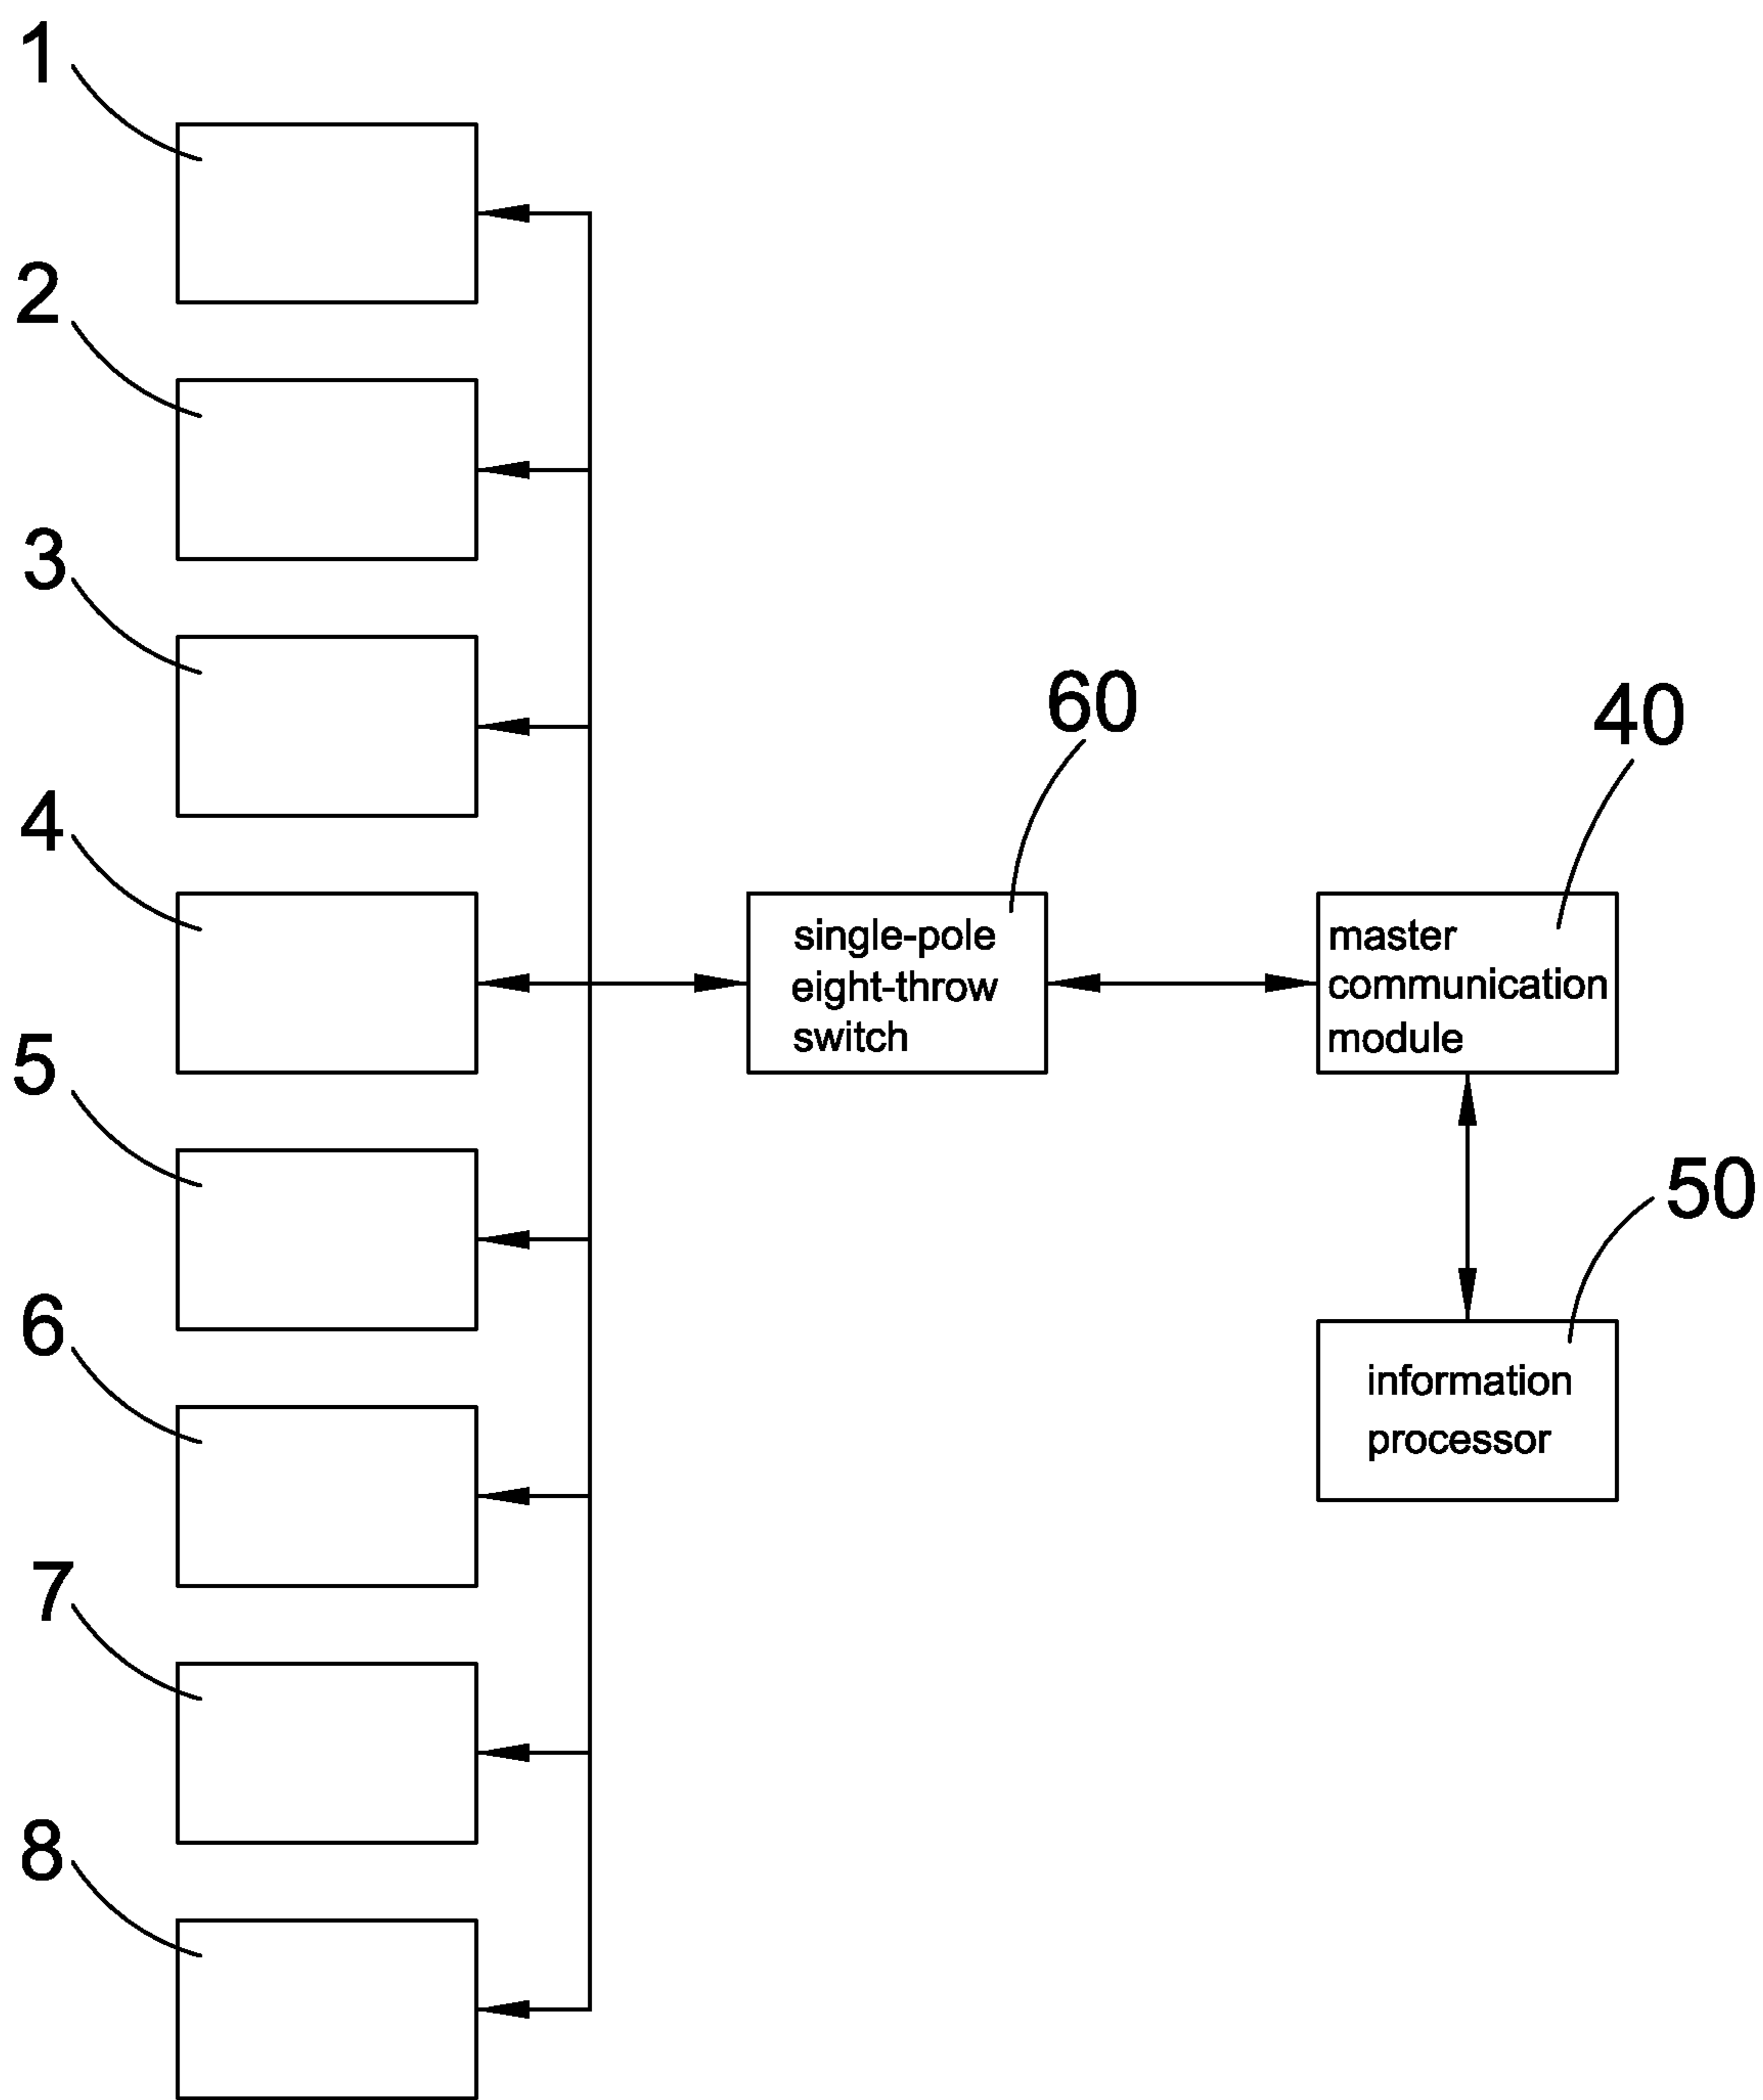 1
2
3
60
40
4
single-pole
eight-throw
switch
master
communication
module
5
50
6
information
processor
7
8